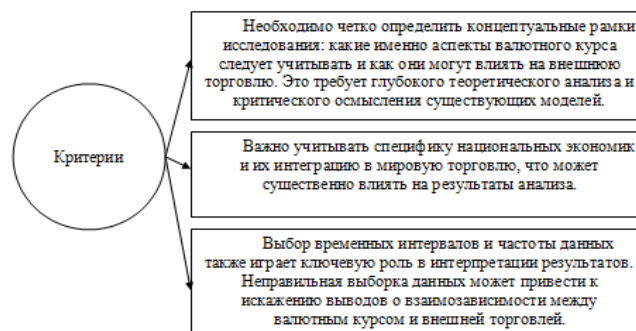 Критерии
Необходимо четко определить концептуальные рамки
исследования: какие именно аспекты валютного курса
следует учитывать и как они могут влиять на внешнюю
торговлю. Это требует глубокого теоретического анализа и
критического осмысления существующих моделей.
Важно учитывать специфику национальных экономик
и их интеграцию в мировую торговлю, что может
существенно влиять на результаты анализа.
Выбор временных интервалов и частоты данных
также играет ключевую роль в интерпретации результатов.
Неправильная выборка данных может привести к
искажению выводов о взаимозависимости между
валютным курсом и внешней торговлей.